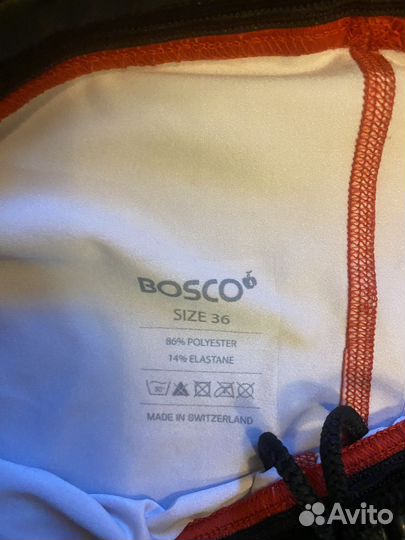 BOSCO
SIZE 36
86% POLYESTER
14% ELASTANE
30°
MADE IN SWITZERLAND
Avito